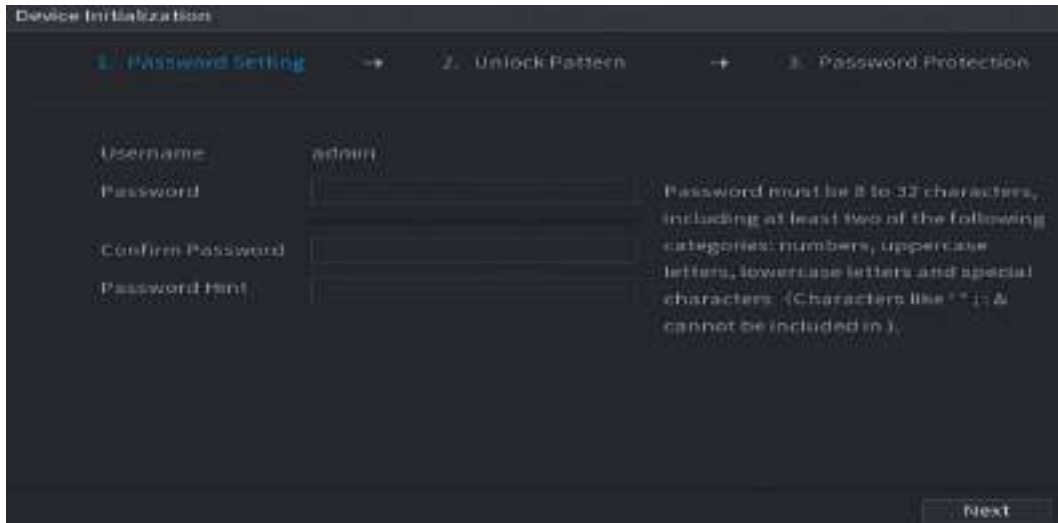 Device Initialization
1. Password Setting → 2. Unlock Pattern → 3. Password Protection
Username admin
Password
Password must be 8 to 32 characters,
including at least two of the following
categories: numbers, uppercase
letters, lowercase letters and special
characters (Characters like ' " ; : &
cannot be included in ).
Confirm Password
Password Hint
Next